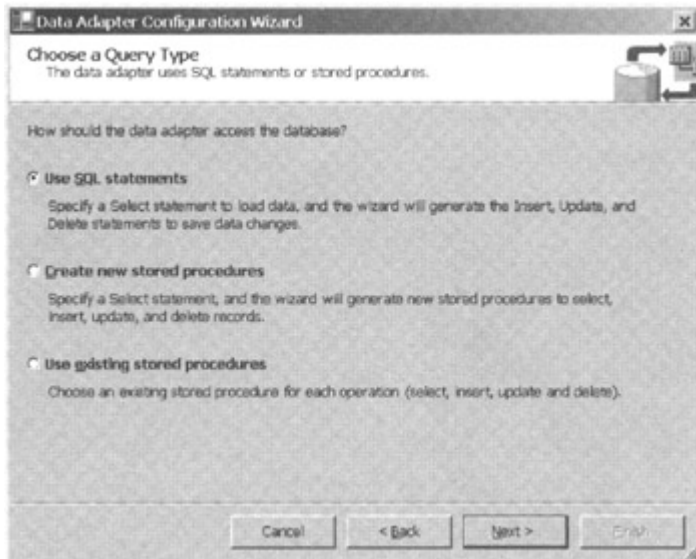 Data Adapter Configuration Wizard
Choose a Query Type
The data adapter uses SQL statements or stored procedures.
How should the data adapter access the database?
Use SQL statements
Specify a Select statement to load data, and the wizard will generate the Insert, Update, and
Delete statements to save data changes.
Create new stored procedures
Specify a Select statement, and the wizard will generate new stored procedures to select,
insert, update, and delete records.
Use existing stored procedures
Choose an existing stored procedure for each operation (select, insert, update and delete).
Cancel
< Back
Next >
Finish